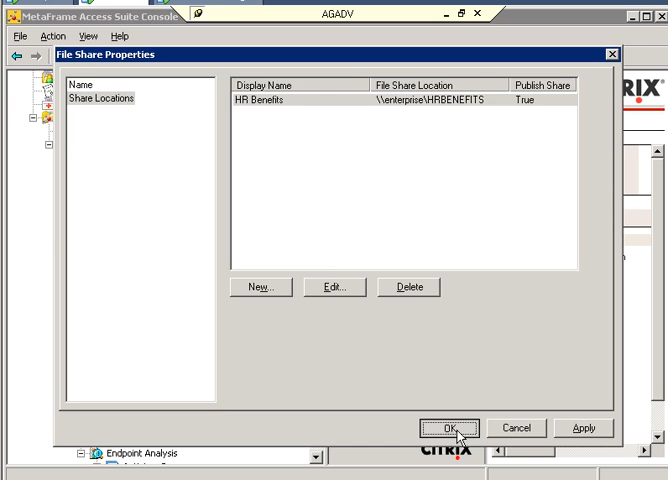 MetaFrame Access Suite Console
AGADV
File Action View Help
File Share Properties
Name
Share Locations
Display Name File Share Location Publish Share
HR Benefits \\enterprise\HRBENEFITS True
RIX
New... Edit... Delete
OK Cancel Apply
Endpoint Analysis
CITRIX